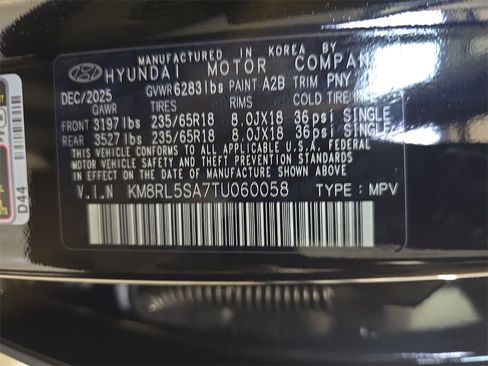 MANUFACTURED IN KOREA BY
HYUNDAI MOTOR COMPANY
DEC/2025 GVWR 6283lbs PAINT A2B TRIM PNY
GAWR TIRES RIMS COLD TIRE
FRONT 3197lbs 235/65R18 8.0JX18 36psi SINGLE
REAR 3527lbs 235/65R18 8.0JX18 36psi SINGLE
THIS VEHICLE CONFORMS TO ALL APPLICABLE U.S.A. FEDERAL
MOTOR VEHICLE SAFETY AND THEFT PREVENTION
STANDARDS IN EFFECT ON THE DATE OF MANUFACTURE
SHOWN ABOVE.
V.I.N KM8RL5SA7TU060058 TYPE : MPV
D44